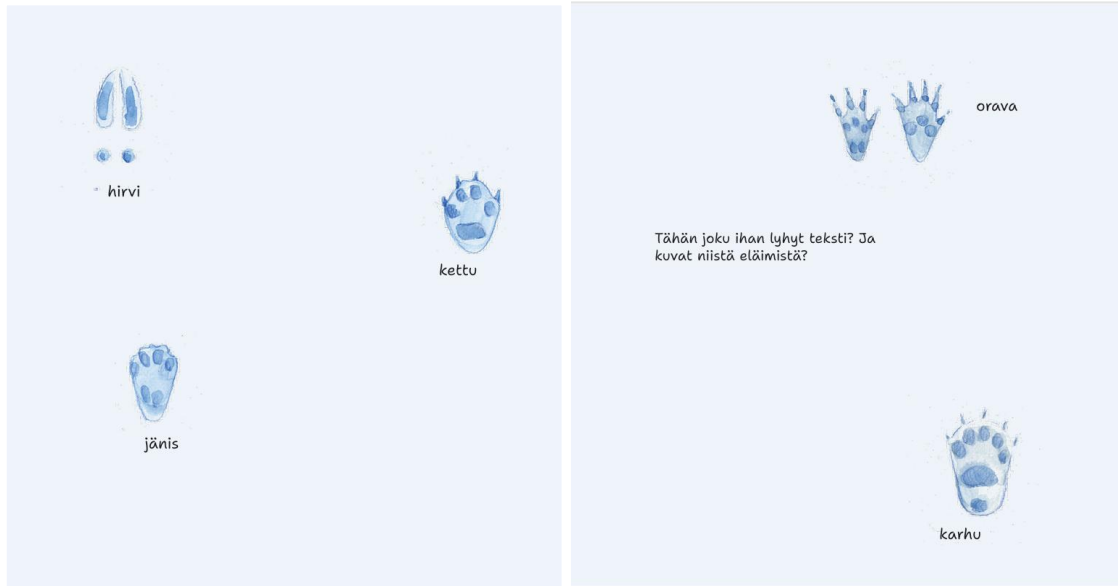 hirvi
kettu
jänis
orava
Tähän joku ihan lyhyt teksti? Ja
kuvat niistä eläimistä?
karhu